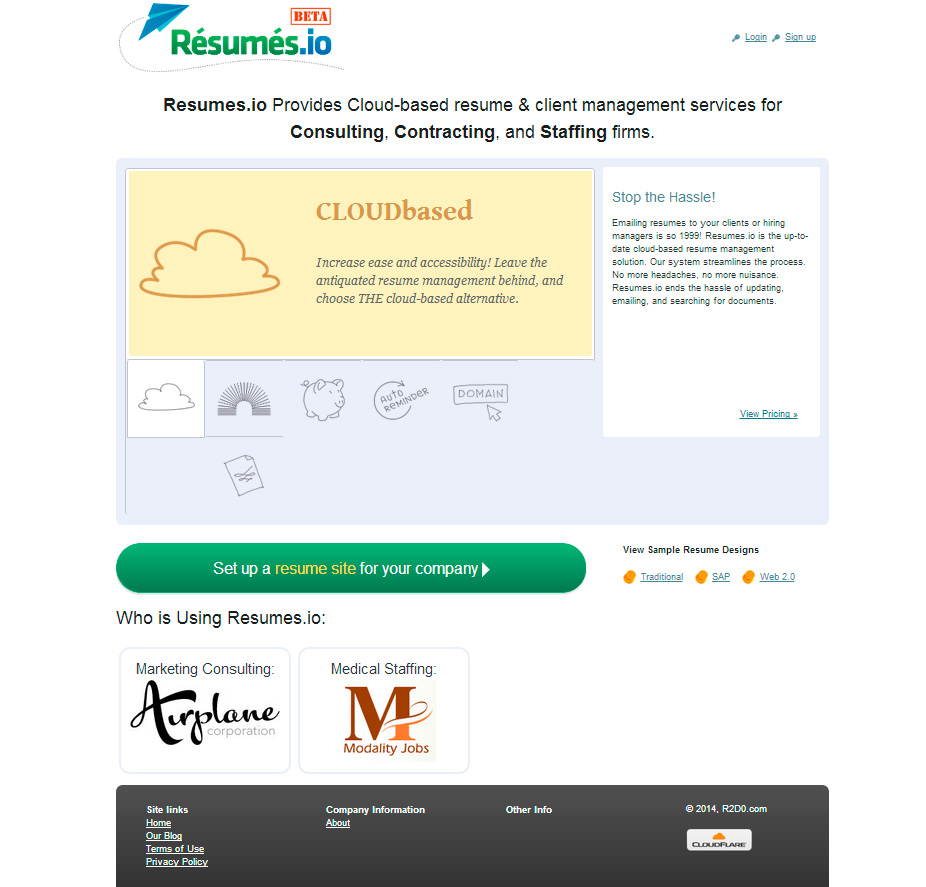 BETA
Résumés.io
Login Sign up
Resumes.io Provides Cloud-based resume & client management services for
Consulting, Contracting, and Staffing firms.
CLOUDbased
Increase ease and accessibility! Leave the
antiquated resume management behind, and
choose THE cloud-based alternative.
Stop the Hassle!
Emailing resumes to your clients or hiring
managers is so 1999! Resumes.io is the up-to-
date cloud-based resume management
solution. Our system streamlines the process.
No more headaches, no more nuisance.
Resumes.io ends the hassle of updating,
emailing, and searching for documents.
View Pricing »
AUTO
REMINDER
DOMAIN
Set up a resume site for your company
View Sample Resume Designs
Traditional SAP Web 2.0
Who is Using Resumes.io:
Marketing Consulting:
Airplane
corporation
Medical Staffing:
M
Modality Jobs
Site links
Home
Our Blog
Terms of Use
Privacy Policy
Company Information
About
Other Info
© 2014, R2D0.com
CLOUDFLARE